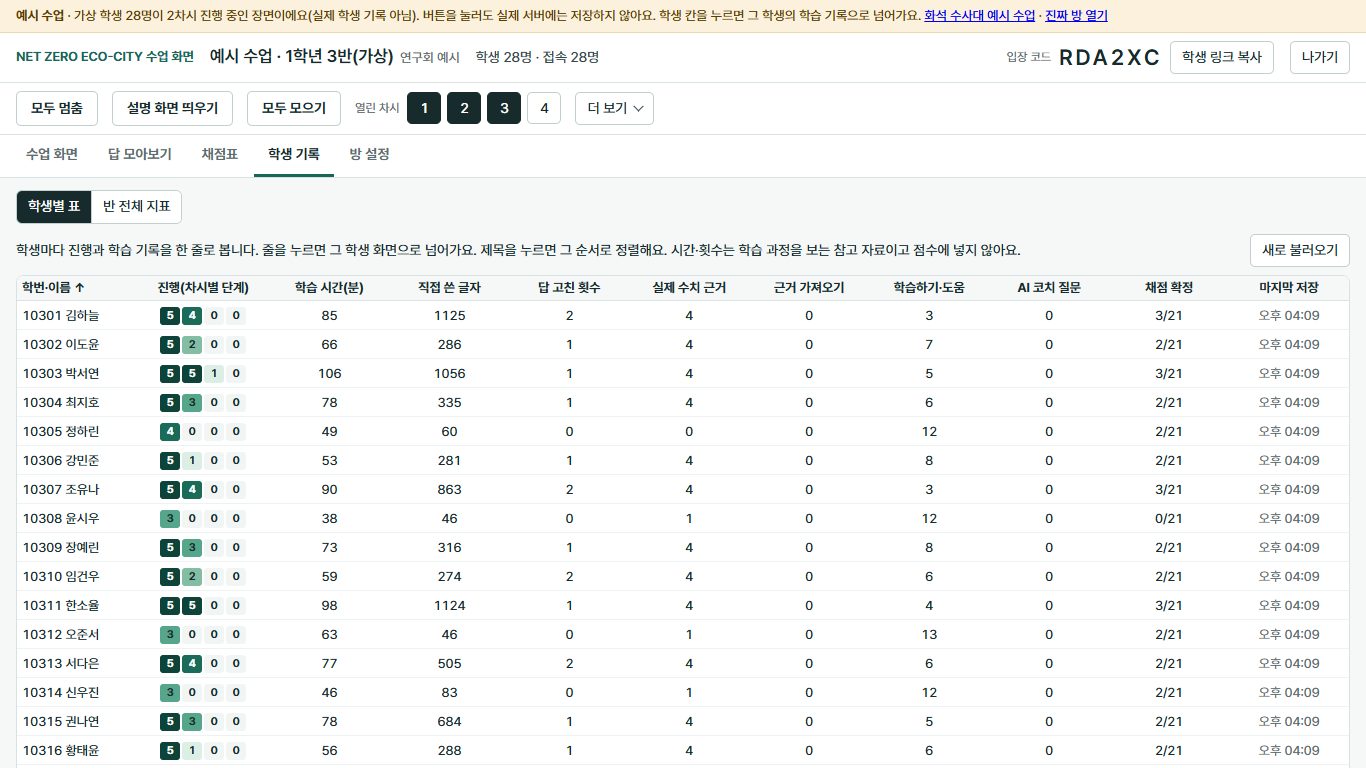 예시 수업 · 가상 학생 28명이 2차시 진행 중인 장면이에요(실제 학생 기록 아님). 버튼을 눌러도 실제 서버에는 저장하지 않아요. 학생 칸을 누르면 그 학생의 학습 기록으로 넘어가요. 화석 수사대 예시 수업 · 진짜 방 열기
NET ZERO ECO-CITY 수업 화면 예시 수업 · 1학년 3반(가상) 연구회 예시 학생 28명 · 접속 28명 입장 코드 RDA2XC 학생 링크 복사 나가기
모두 멈춤 설명 화면 띄우기 모두 모으기 열린 차시 1 2 3 4 더 보기
수업 화면 답 모아보기 채점표 학생 기록 방 설정
학생별 표 반 전체 지표
학생마다 진행과 학습 기록을 한 줄로 봅니다. 줄을 누르면 그 학생 화면으로 넘어가요. 제목을 누르면 그 순서로 정렬해요. 시간·횟수는 학습 과정을 보는 참고 자료이고 점수에 넣지 않아요. 새로 불러오기
학번·이름 ↑ 진행(차시별 단계) 학습 시간(분) 직접 쓴 글자 답 고친 횟수 실제 수치 근거 근거 가져오기 학습하기·도움 AI 코치 질문 채점 확정 마지막 저장
10301 김하늘 5 4 0 0 85 1125 2 4 0 3 0 3/21 오후 04:09
10302 이도윤 5 2 0 0 66 286 1 4 0 7 0 2/21 오후 04:09
10303 박서연 5 5 1 0 106 1056 1 4 0 5 0 3/21 오후 04:09
10304 최지호 5 3 0 0 78 335 1 4 0 6 0 2/21 오후 04:09
10305 정하린 4 0 0 0 49 60 0 0 0 12 0 2/21 오후 04:09
10306 강민준 5 1 0 0 53 281 1 4 0 8 0 2/21 오후 04:09
10307 조유나 5 4 0 0 90 863 2 4 0 3 0 3/21 오후 04:09
10308 윤시우 3 0 0 0 38 46 0 1 0 12 0 0/21 오후 04:09
10309 장예린 5 3 0 0 73 316 1 4 0 8 0 2/21 오후 04:09
10310 임건우 5 2 0 0 59 274 2 4 0 6 0 2/21 오후 04:09
10311 한소율 5 5 0 0 98 1124 1 4 0 4 0 3/21 오후 04:09
10312 오준서 3 0 0 0 63 46 0 1 0 13 0 2/21 오후 04:09
10313 서다은 5 4 0 0 77 505 2 4 0 6 0 2/21 오후 04:09
10314 신우진 3 0 0 0 46 83 0 1 0 12 0 2/21 오후 04:09
10315 권나연 5 3 0 0 78 684 1 4 0 5 0 2/21 오후 04:09
10316 황태윤 5 1 0 0 56 288 1 4 0 6 0 2/21 오후 04:09